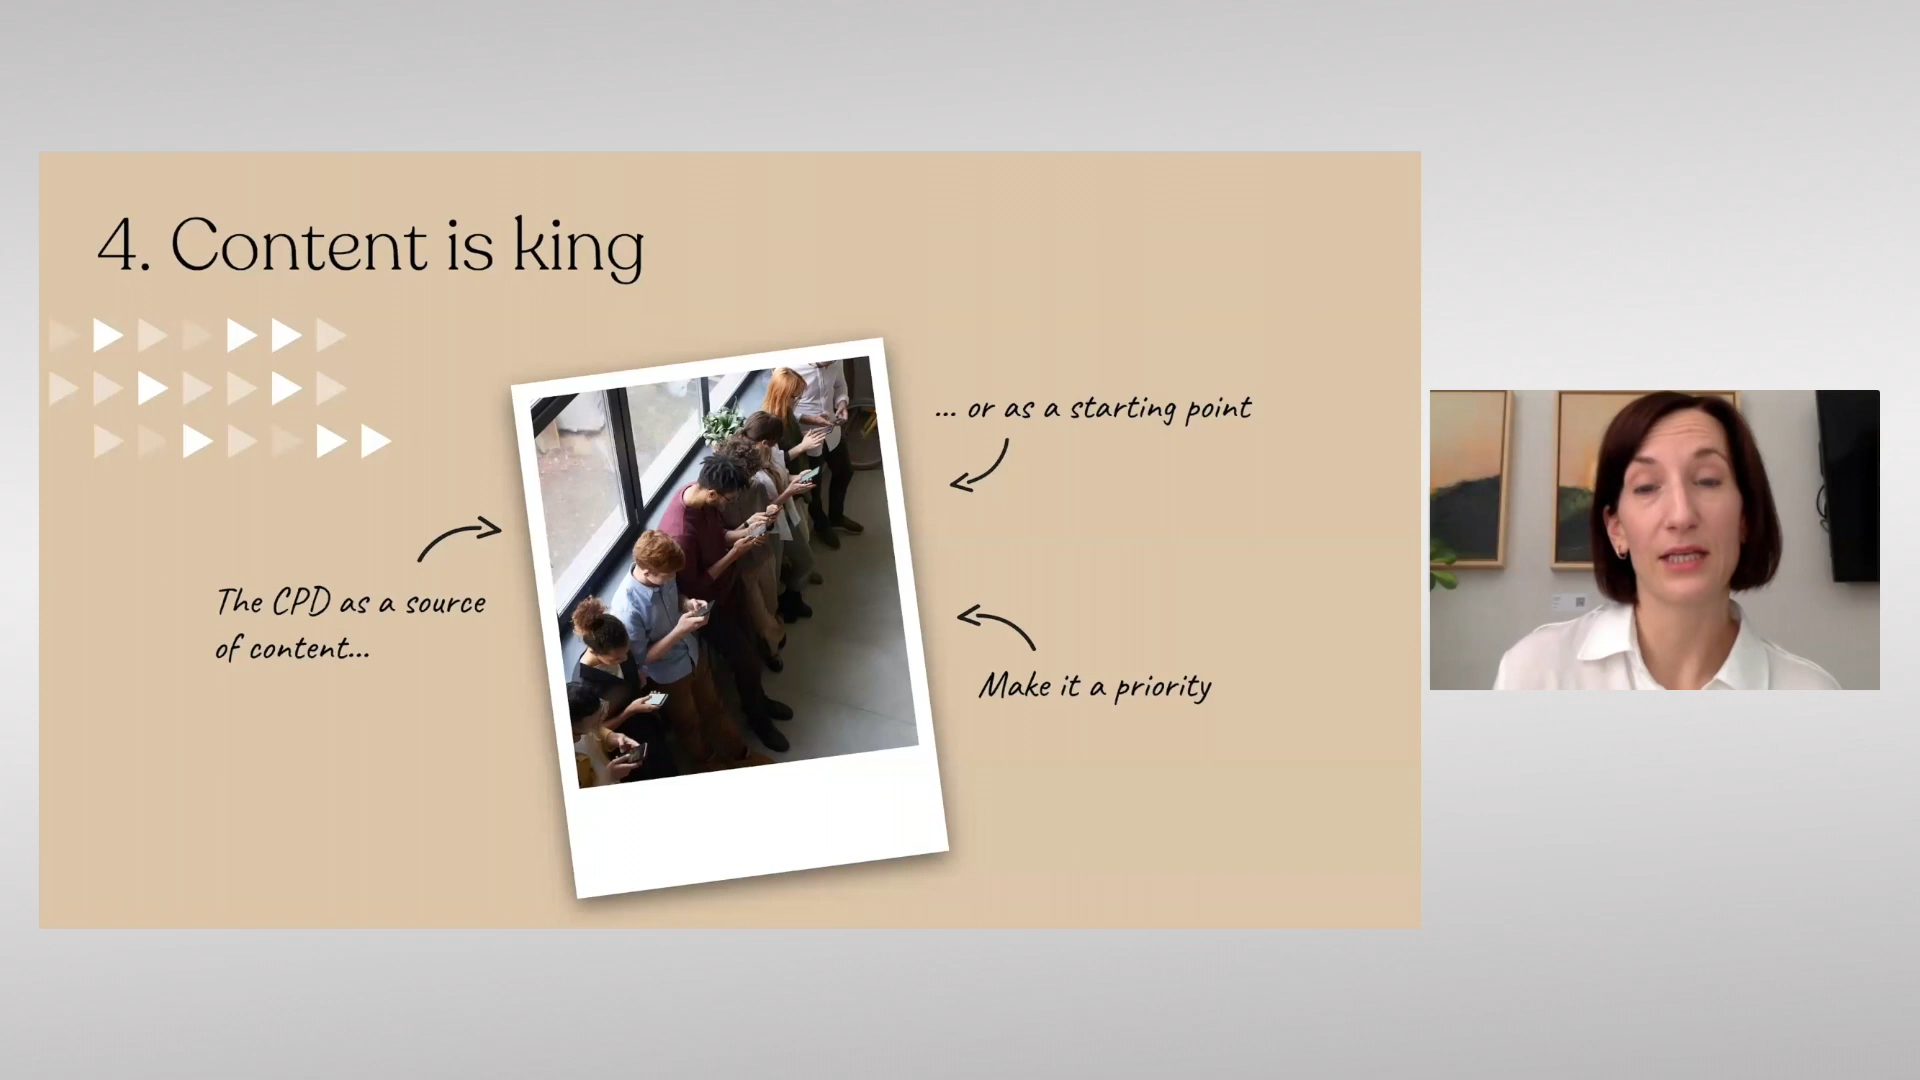 4. Content is king
... or as a starting point
The CPD as a source
of content...
Make it a priority